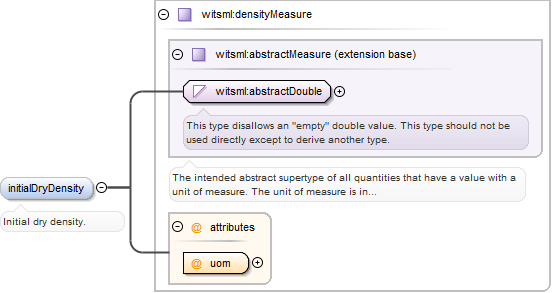 witsml:densityMeasure
witsml:abstractMeasure (extension base)
witsml:abstractDouble
This type disallows an "empty" double value. This type should not be
used directly except to derive another type.
The intended abstract supertype of all quantities that have a value with a
unit of measure. The unit of measure is in...
initialDryDensity
Initial dry density.
@ attributes
@ uom